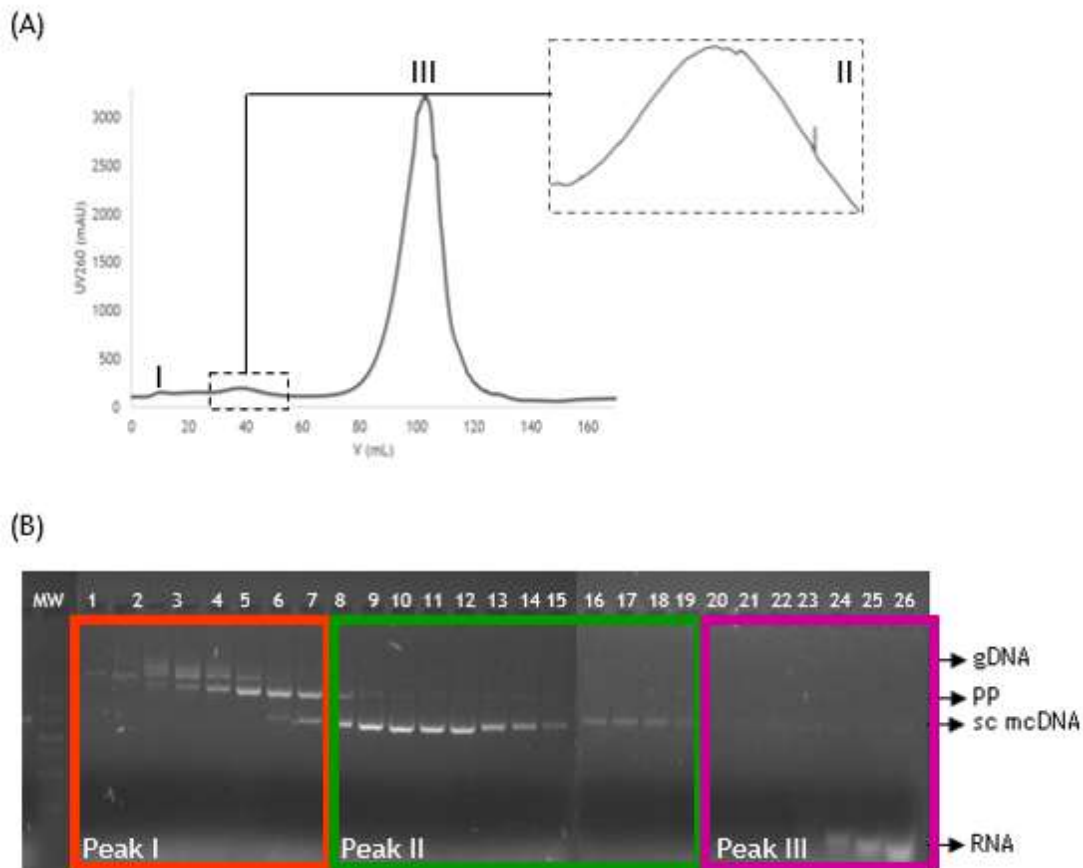 (A)
III
II
3000
2500
2000
1500
1000
500
0
UV260 (mAU)
I
0 20 40 60 80 100 120 140 160
V (mL)
(B)
MW 1 2 3 4 5 6 7 8 9 10 11 12 13 14 15 16 17 18 19 20 21 22 23 24 25 26
gDNA
PP
sc mcDNA
RNA
Peak I Peak II Peak III